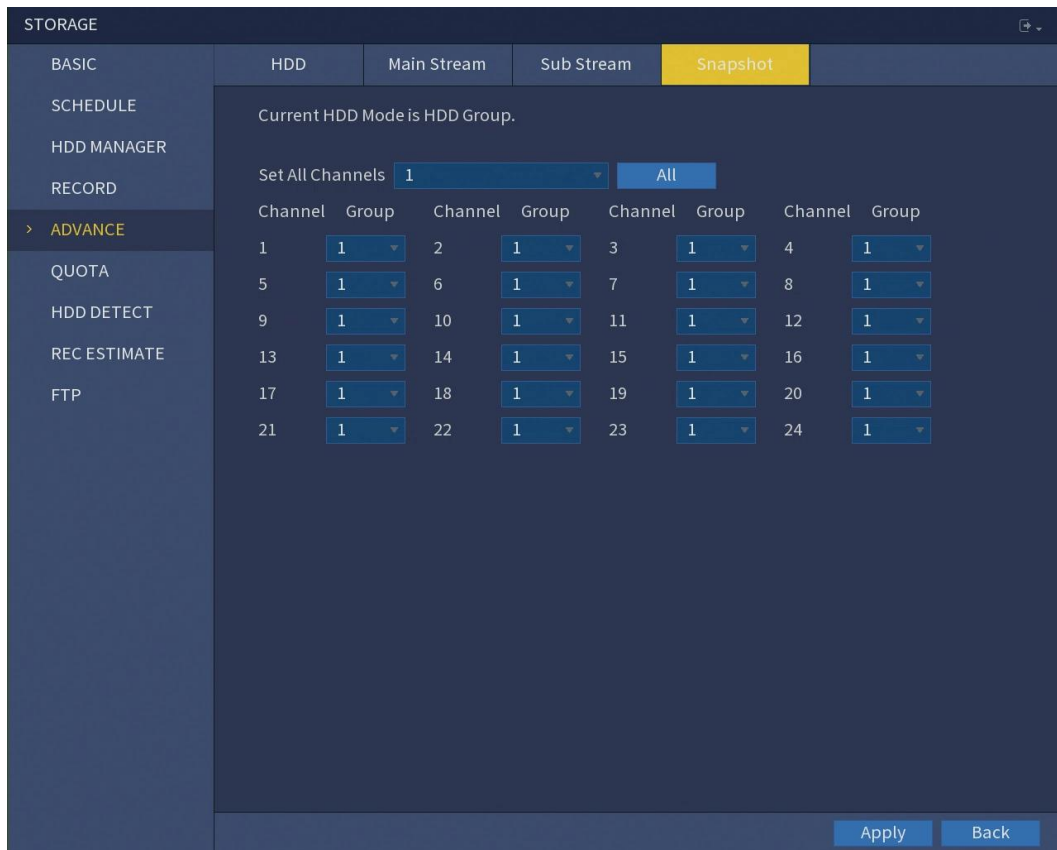 STORAGE
BASIC
SCHEDULE
HDD MANAGER
RECORD
> ADVANCE
QUOTA
HDD DETECT
REC ESTIMATE
FTP
HDD Main Stream Sub Stream Snapshot
Current HDD Mode is HDD Group.
Set All Channels 1 All
Channel Group Channel Group Channel Group Channel Group
1 1 2 1 3 1 4 1
5 1 6 1 7 1 8 1
9 1 10 1 11 1 12 1
13 1 14 1 15 1 16 1
17 1 18 1 19 1 20 1
21 1 22 1 23 1 24 1
Apply Back